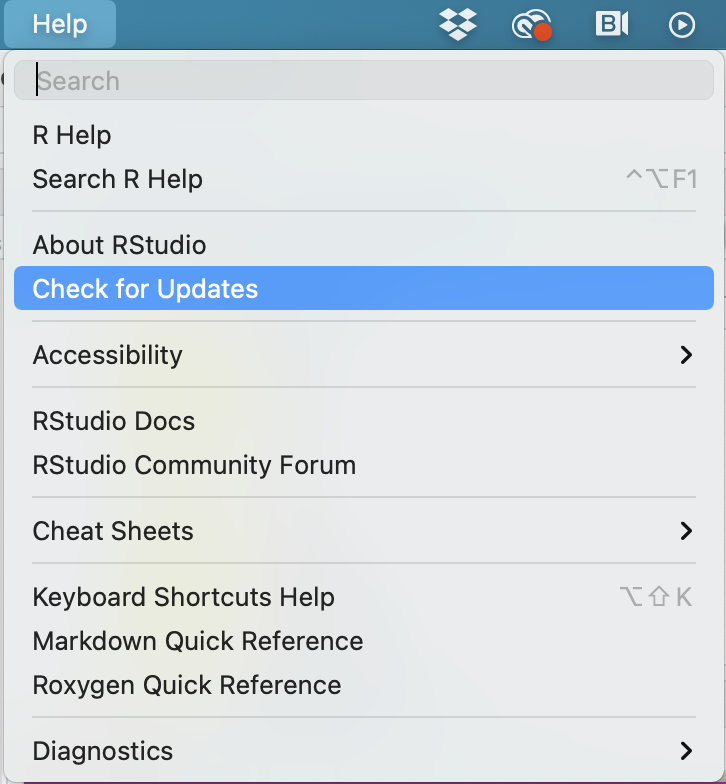 Help
B
Search
R Help
Search R Help ⌃⌥F1
About RStudio
Check for Updates
Accessibility
RStudio Docs
RStudio Community Forum
Cheat Sheets
Keyboard Shortcuts Help ⌥⇧K
Markdown Quick Reference
Roxygen Quick Reference
Diagnostics